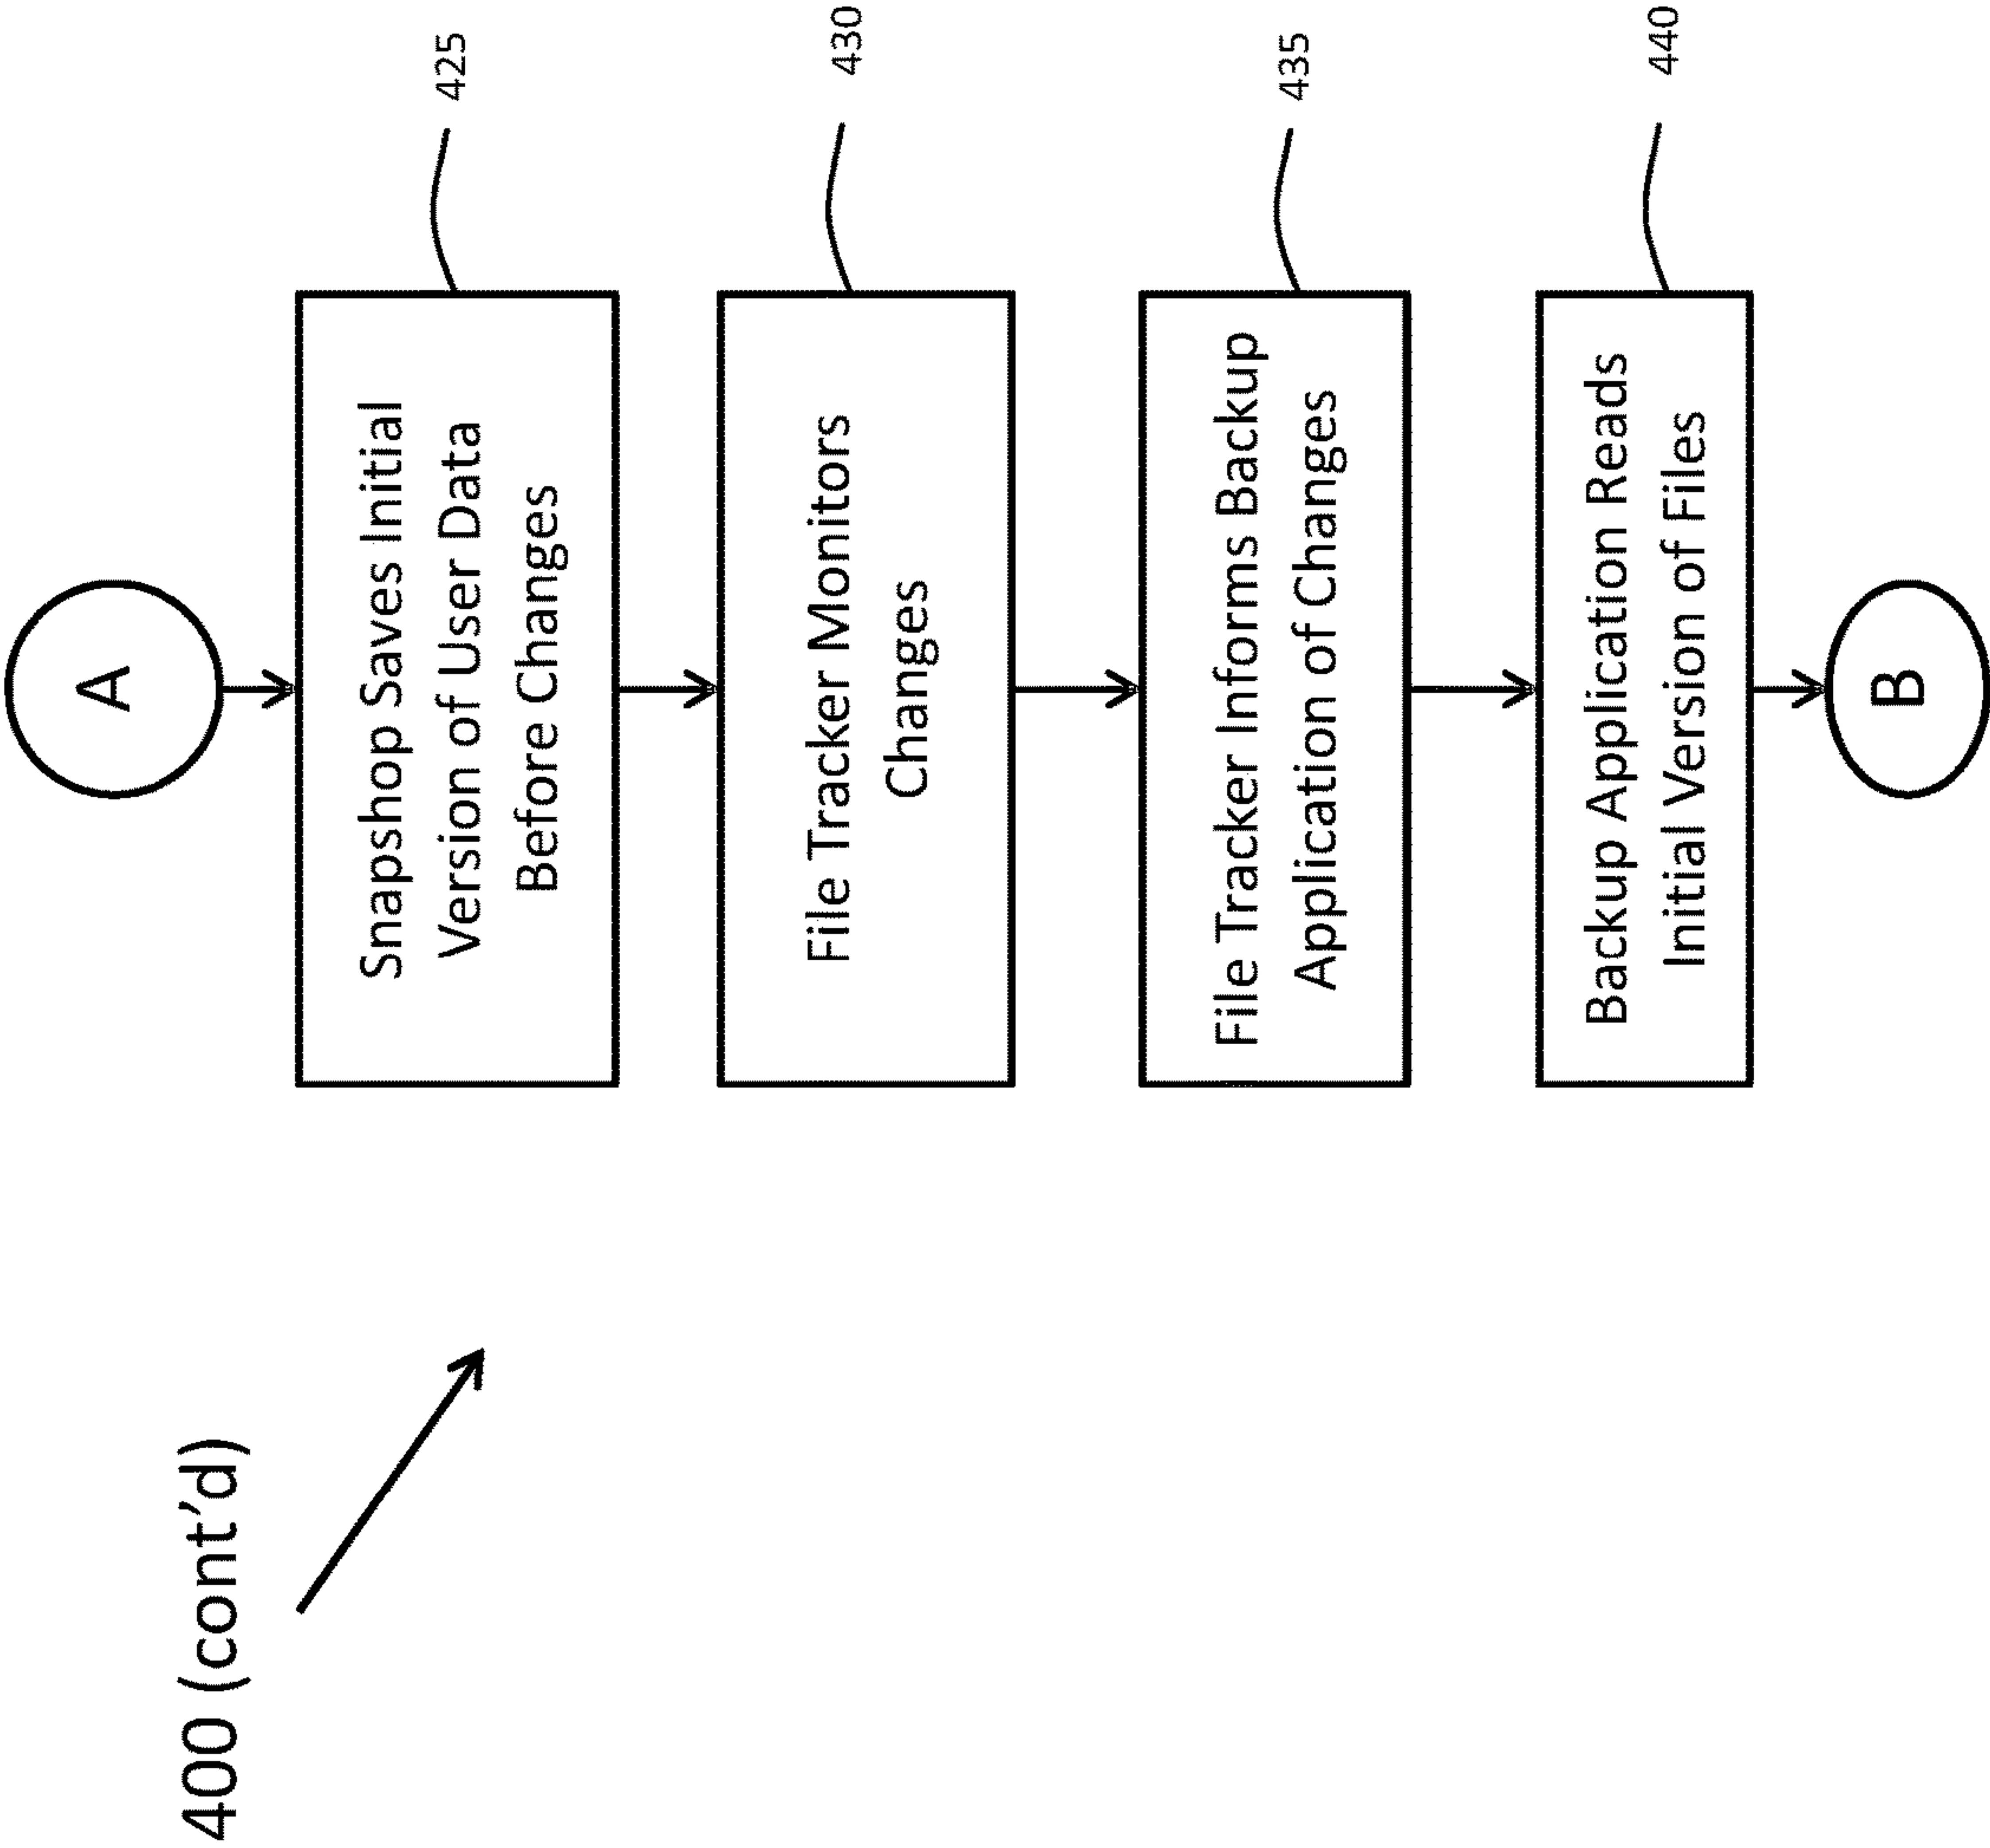 400 (cont'd)
A
Snapshop Saves Initial
Version of User Data
Before Changes
425
File Tracker Monitors
Changes
430
File Tracker Informs Backup
Application of Changes
435
Backup Application Reads
Initial Version of Files
440
B